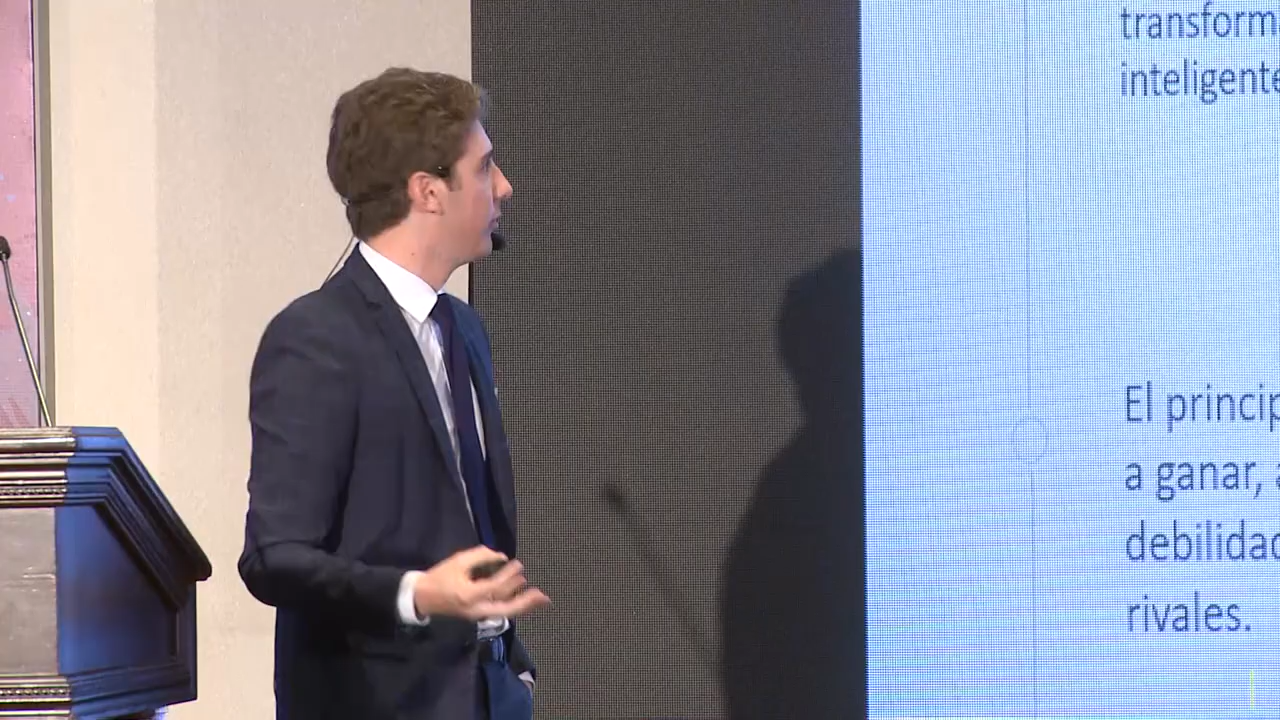 transform
inteligente
El princip
a ganar, a
debilidad
rivales.